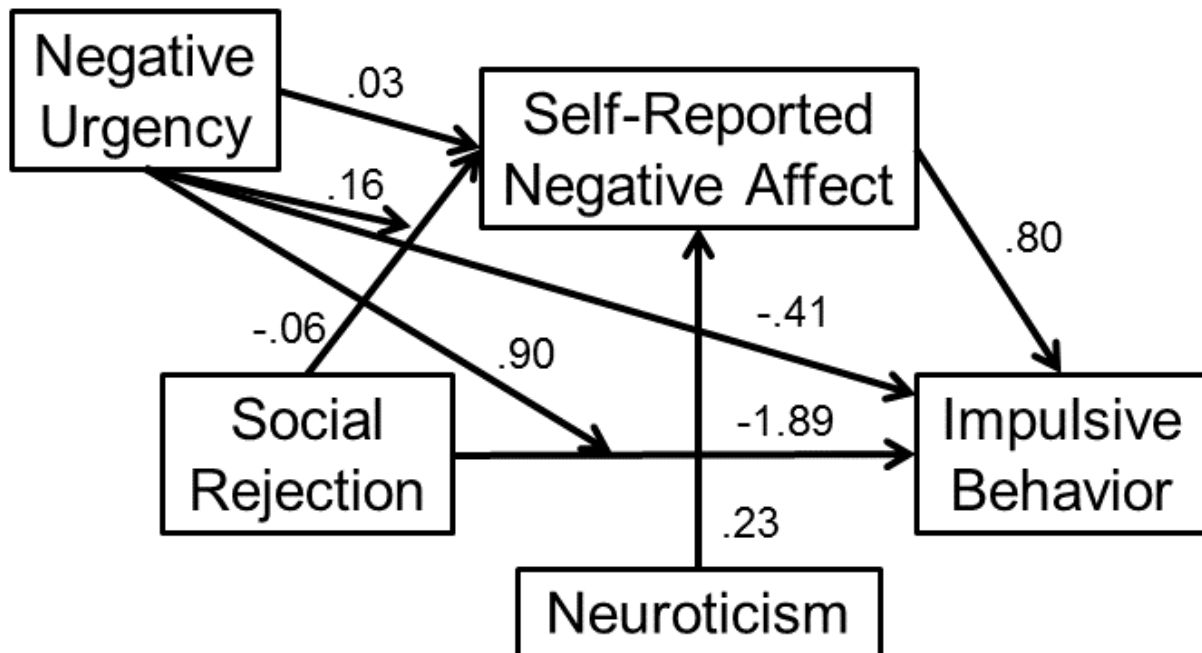 Negative
Urgency
.03
Self-Reported
Negative Affect
.16
.80
-.06
.90
-.41
Social
Rejection
-1.89
Impulsive
Behavior
.23
Neuroticism